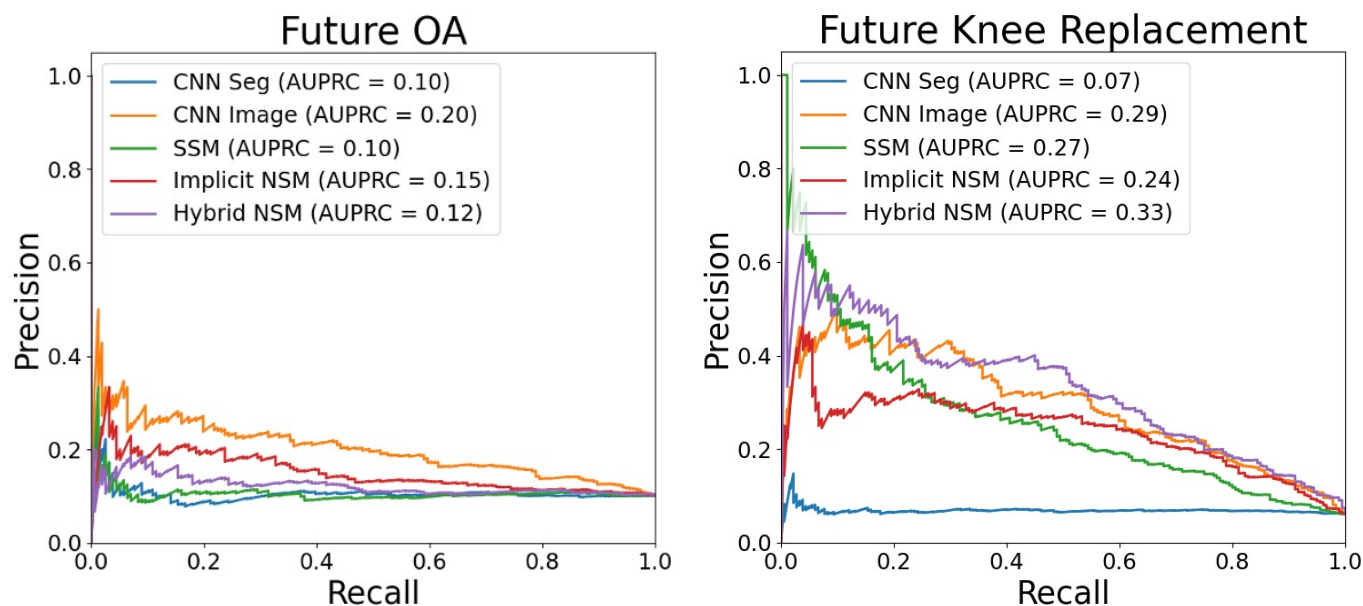 Future OA
1.0
0.8
0.6
0.4
0.2
0.0
Precision
CNN Seg (AUPRC = 0.10)
CNN Image (AUPRC = 0.20)
SSM (AUPRC = 0.10)
Implicit NSM (AUPRC = 0.15)
Hybrid NSM (AUPRC = 0.12)
0.0 0.2 0.4 0.6 0.8 1.0
Recall
Future Knee Replacement
1.0
0.8
0.6
0.4
0.2
0.0
Precision
CNN Seg (AUPRC = 0.07)
CNN Image (AUPRC = 0.29)
SSM (AUPRC = 0.27)
Implicit NSM (AUPRC = 0.24)
Hybrid NSM (AUPRC = 0.33)
0.0 0.2 0.4 0.6 0.8 1.0
Recall